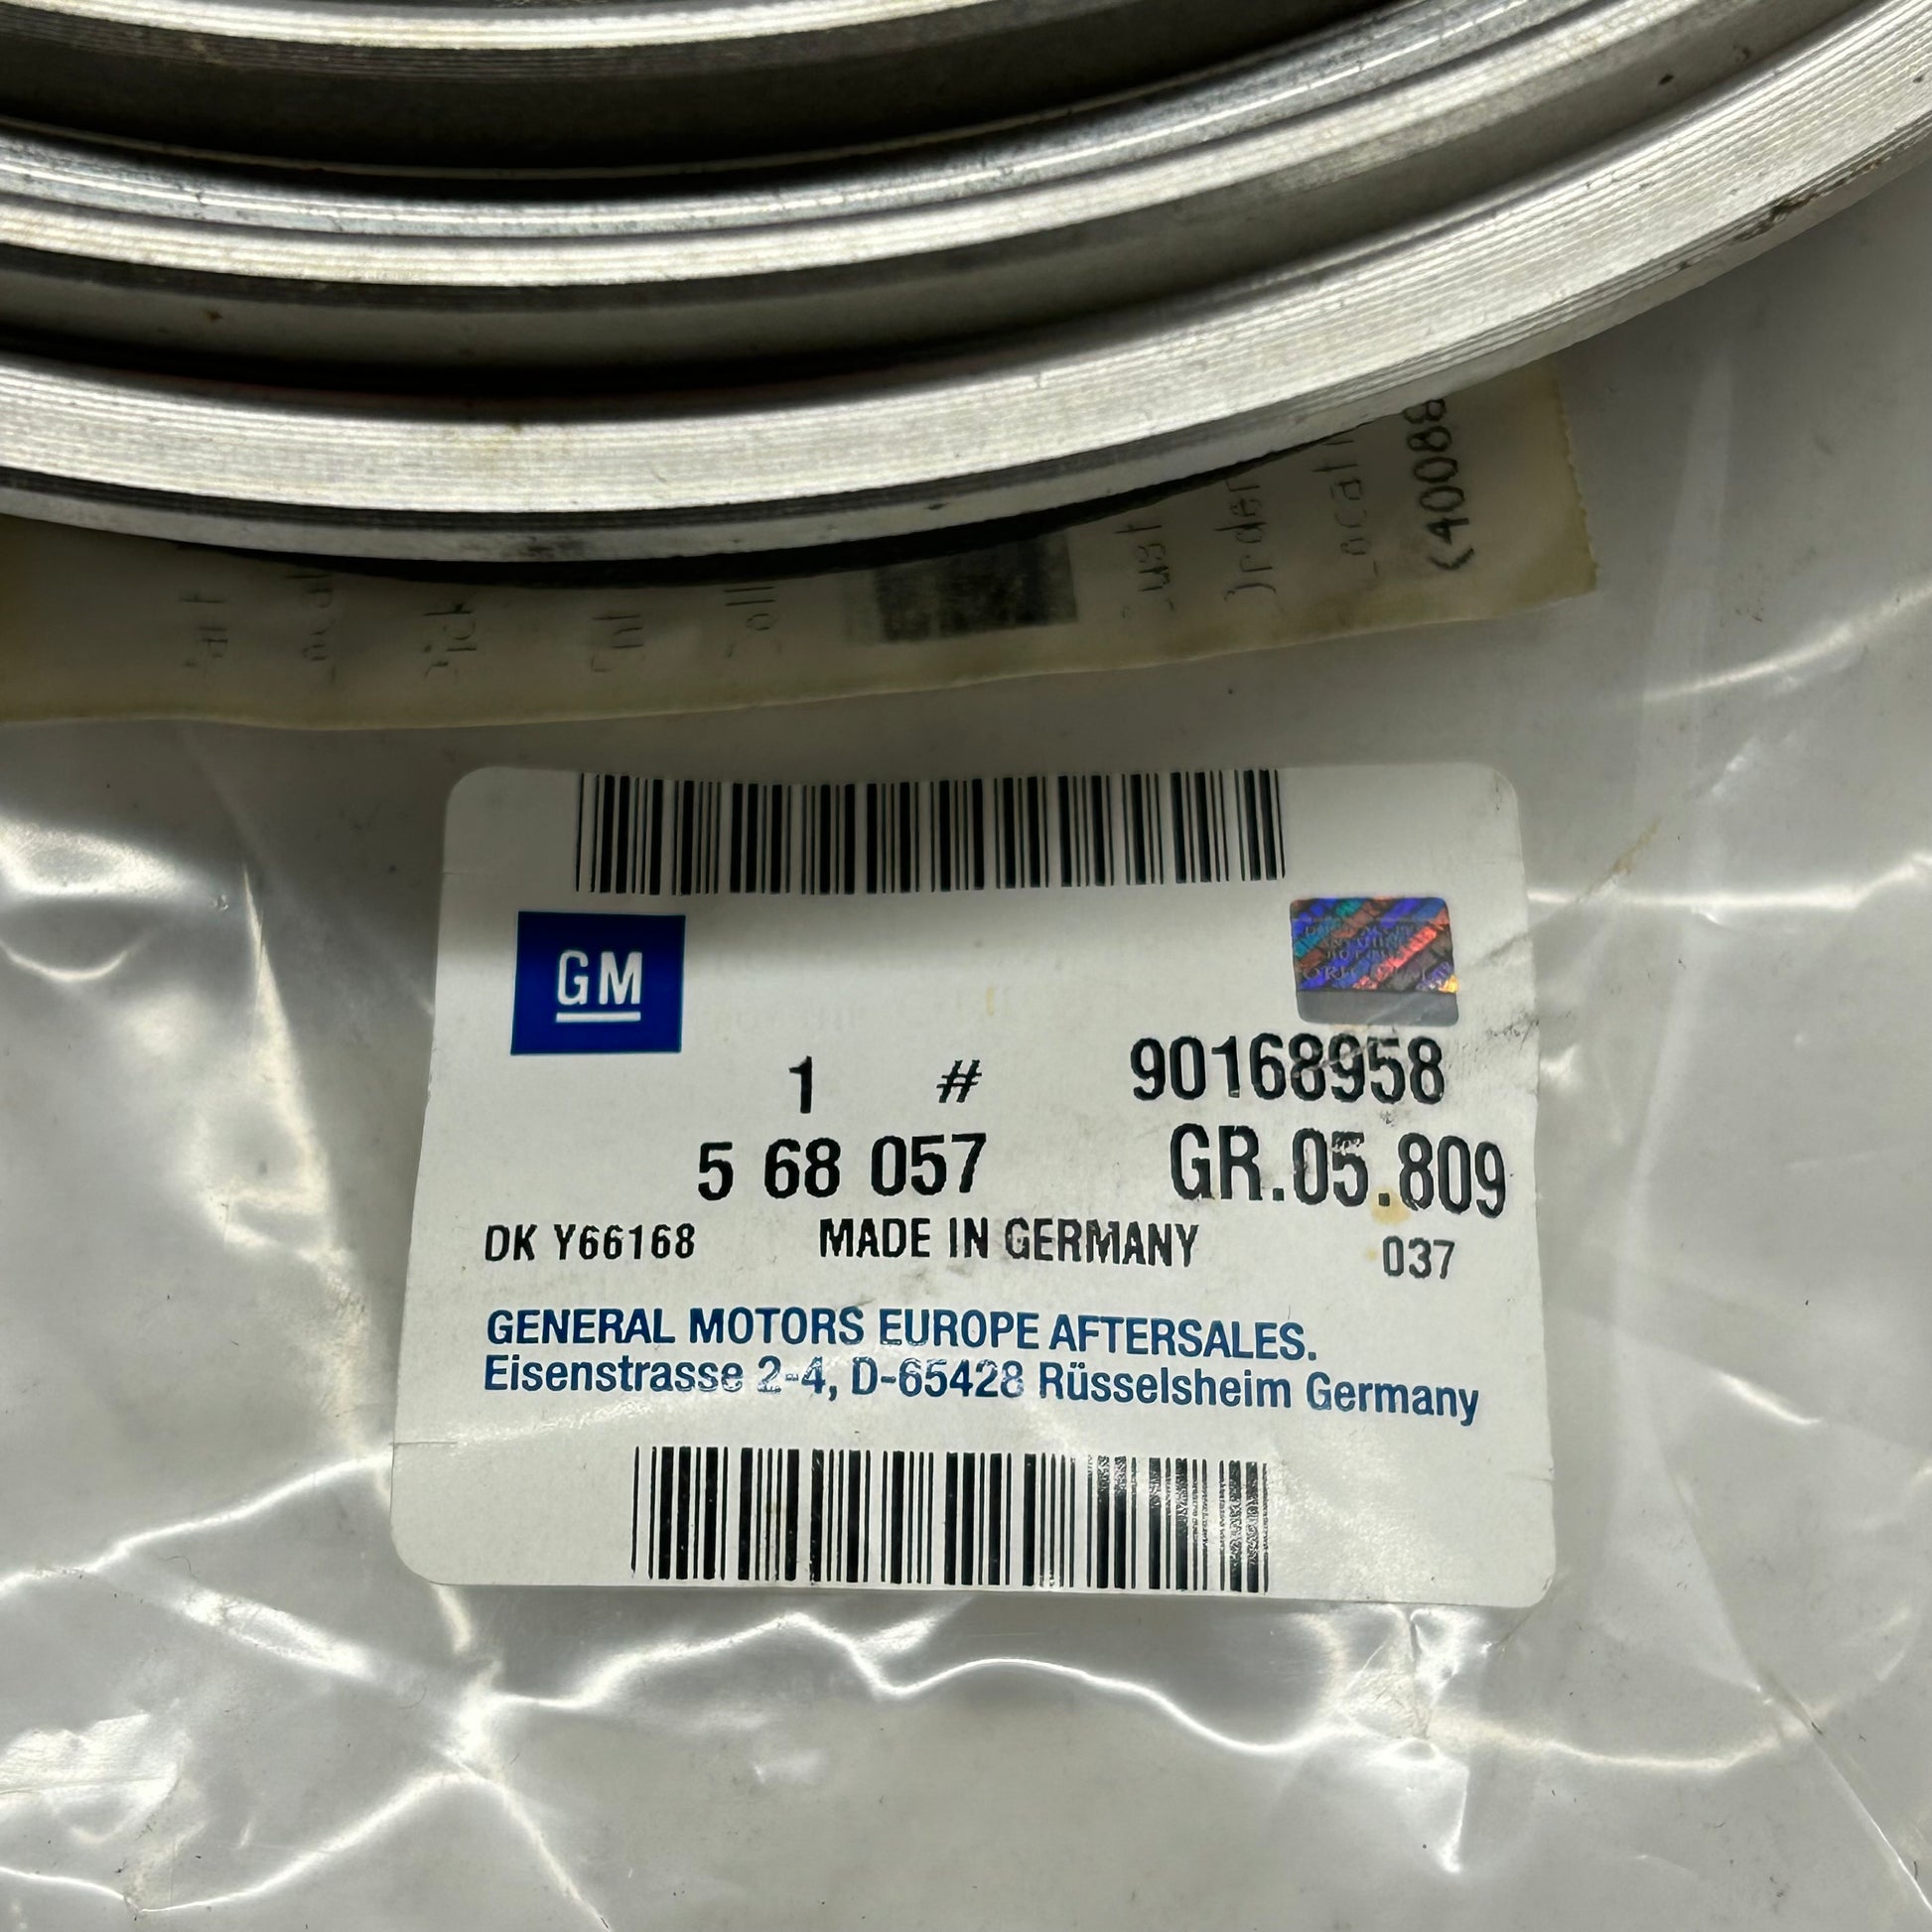 (40088
GM
1 # 90168958
5 68 057 GR.05.809
DK Y66168 MADE IN GERMANY 037
GENERAL MOTORS EUROPE AFTERSALES.
Eisenstrasse 2-4, D-65428 Rüsselsheim Germany